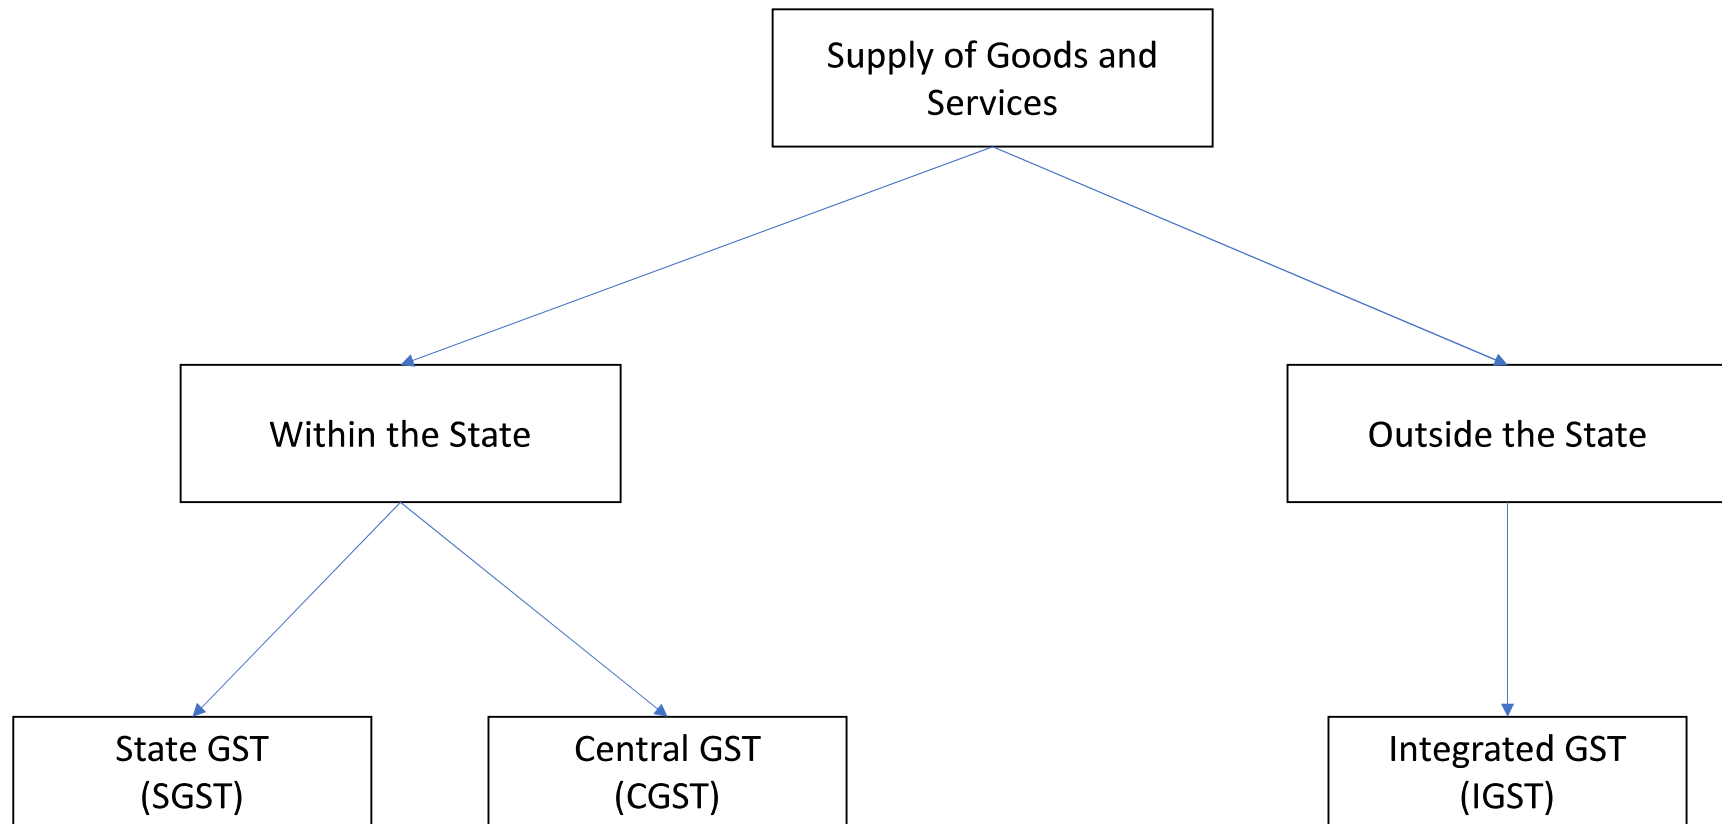 Supply of Goods and
Services
Within the State
Outside the State
State GST
(SGST)
Central GST
(CGST)
Integrated GST
(IGST)